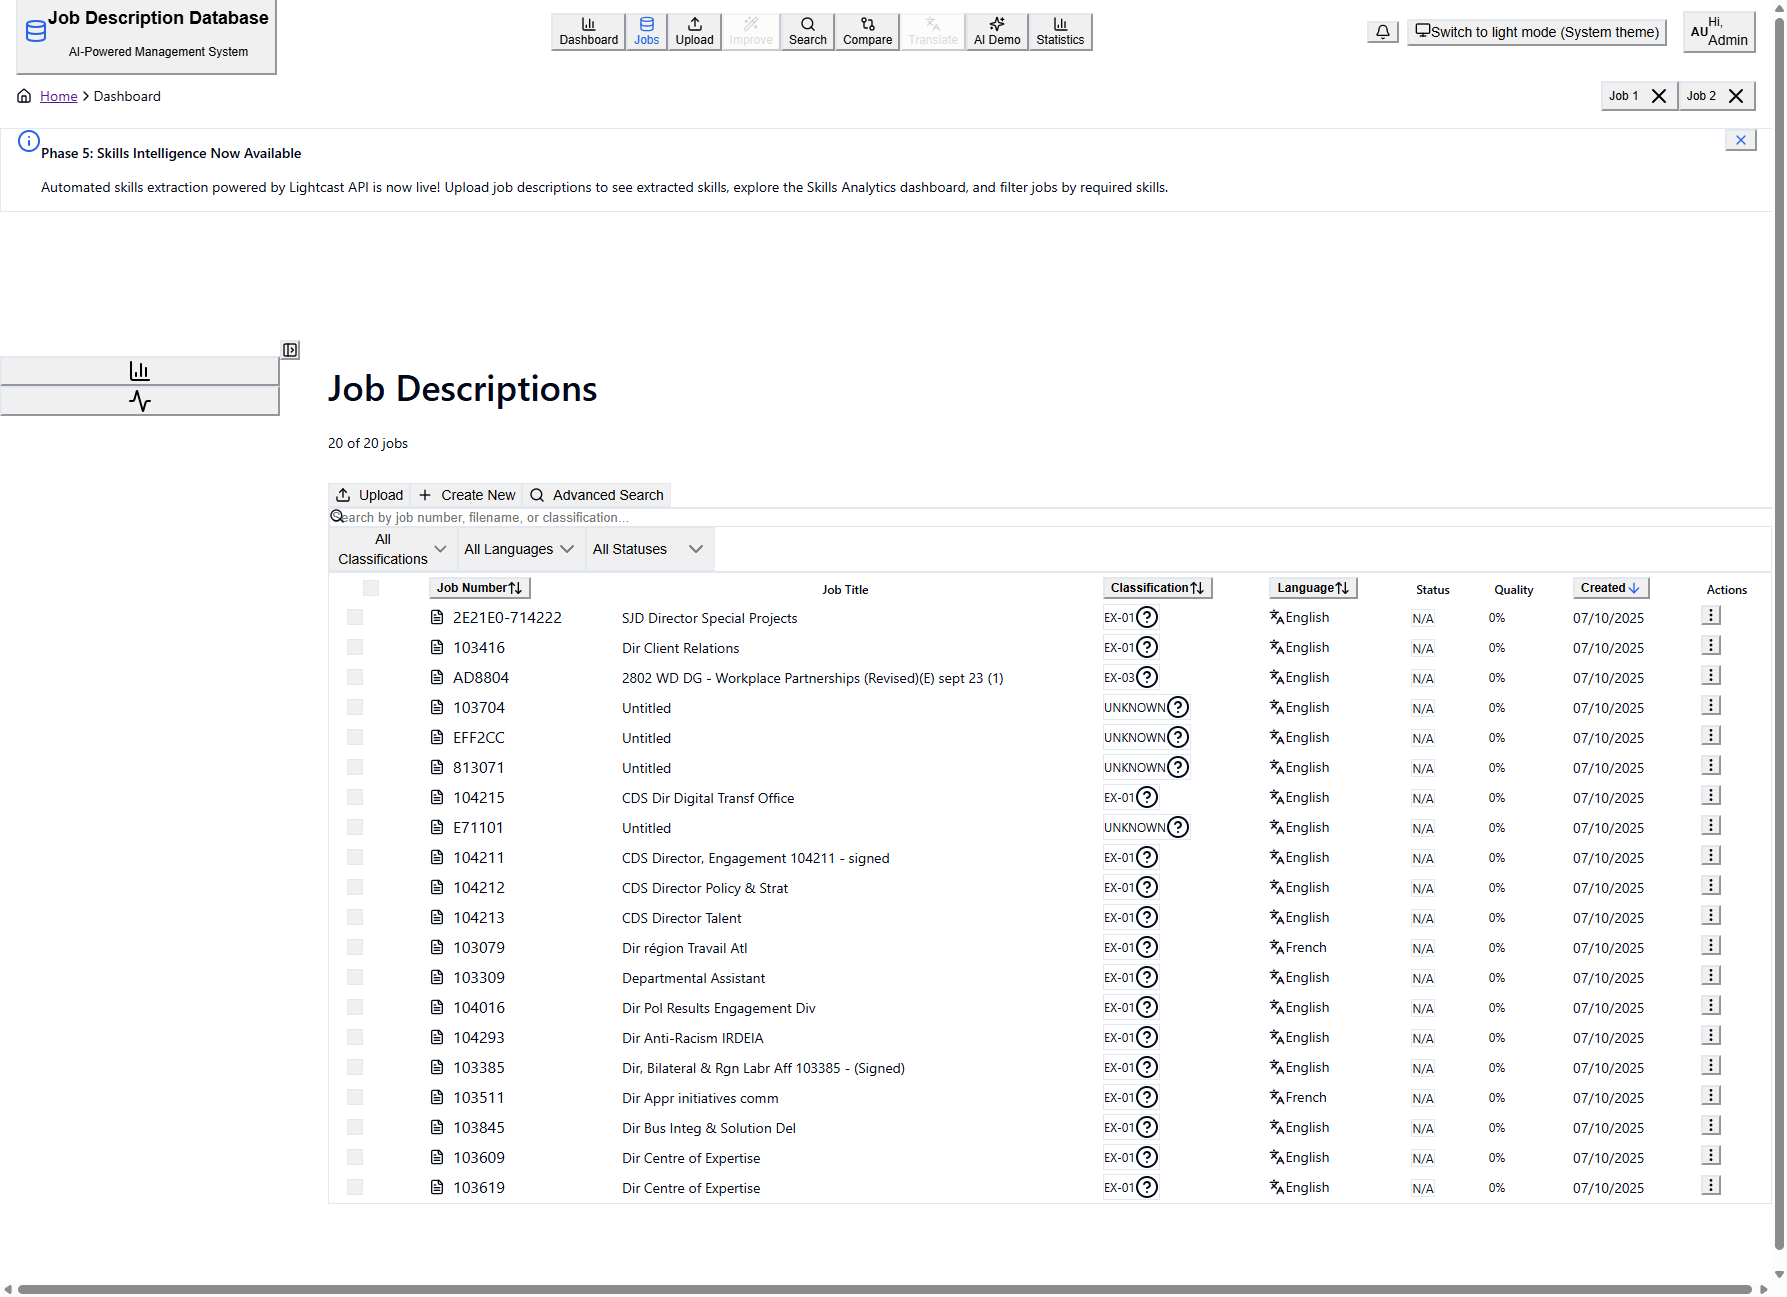 Job Description Database
AI-Powered Management System
Dashboard Jobs Upload Improve Search Compare Translate AI Demo Statistics
Switch to light mode (System theme)
AU Hi, Admin
Home > Dashboard
Job 1 Job 2
Phase 5: Skills Intelligence Now Available
Automated skills extraction powered by Lightcast API is now live! Upload job descriptions to see extracted skills, explore the Skills Analytics dashboard, and filter jobs by required skills.
Job Descriptions
20 of 20 jobs
Upload Create New Advanced Search
Search by job number, filename, or classification...
All Classifications All Languages All Statuses
Job Number Job Title Classification Language Status Quality Created Actions
2E21E0-714222 SJD Director Special Projects EX-01 English N/A 0% 07/10/2025
103416 Dir Client Relations EX-01 English N/A 0% 07/10/2025
AD8804 2802 WD DG - Workplace Partnerships (Revised)(E) sept 23 (1) EX-03 English N/A 0% 07/10/2025
103704 Untitled UNKNOWN English N/A 0% 07/10/2025
EFF2CC Untitled UNKNOWN English N/A 0% 07/10/2025
813071 Untitled UNKNOWN English N/A 0% 07/10/2025
104215 CDS Dir Digital Transf Office EX-01 English N/A 0% 07/10/2025
E71101 Untitled UNKNOWN English N/A 0% 07/10/2025
104211 CDS Director, Engagement 104211 - signed EX-01 English N/A 0% 07/10/2025
104212 CDS Director Policy & Strat EX-01 English N/A 0% 07/10/2025
104213 CDS Director Talent EX-01 English N/A 0% 07/10/2025
103079 Dir région Travail Atl EX-01 French N/A 0% 07/10/2025
103309 Departmental Assistant EX-01 English N/A 0% 07/10/2025
104016 Dir Pol Results Engagement Div EX-01 English N/A 0% 07/10/2025
104293 Dir Anti-Racism IRDEIA EX-01 English N/A 0% 07/10/2025
103385 Dir, Bilateral & Rgn Labr Aff 103385 - (Signed) EX-01 English N/A 0% 07/10/2025
103511 Dir Appr initiatives comm EX-01 French N/A 0% 07/10/2025
103845 Dir Bus Integ & Solution Del EX-01 English N/A 0% 07/10/2025
103609 Dir Centre of Expertise EX-01 English N/A 0% 07/10/2025
103619 Dir Centre of Expertise EX-01 English N/A 0% 07/10/2025